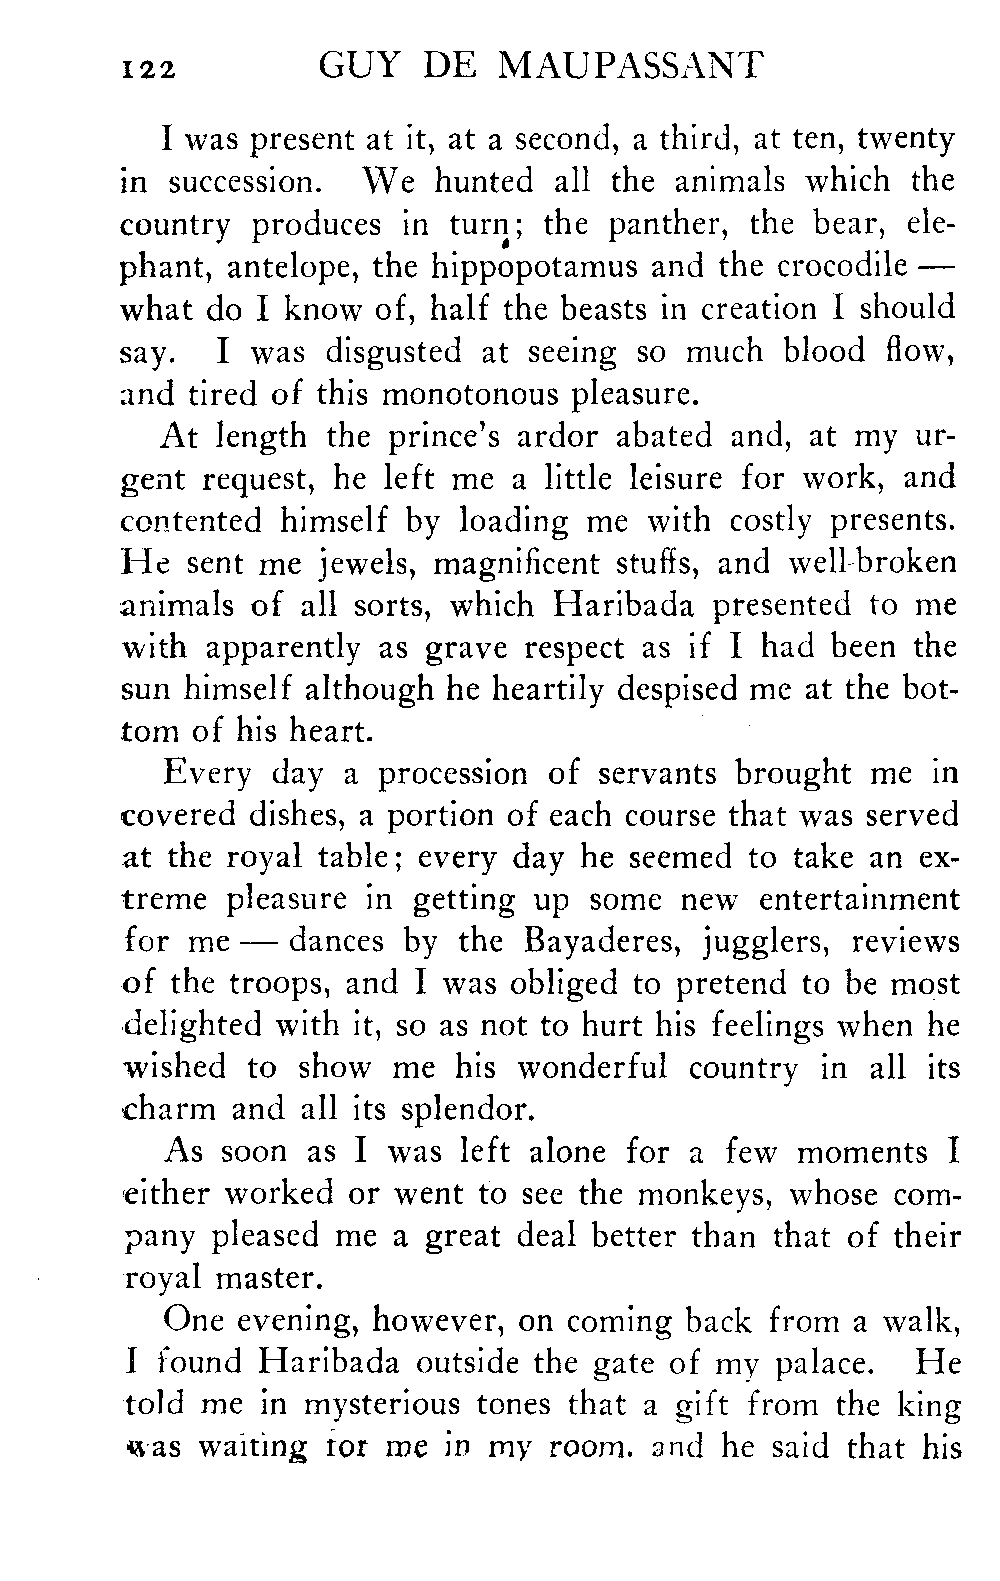 122 GUY DE MAUPASSANT
I was present at it, at a second, a third, at ten, twenty
in succession. We hunted all the animals which the
country produces in turn; the panther, the bear, ele-
phant, antelope, the hippopotamus and the crocodile —
what do I know of, half the beasts in creation I should
say. I was disgusted at seeing so much blood flow,
and tired of this monotonous pleasure.
At length the prince's ardor abated and, at my ur-
gent request, he left me a little leisure for work, and
contented himself by loading me with costly presents.
He sent me jewels, magnificent stuffs, and well-broken
animals of all sorts, which Haribada presented to me
with apparently as grave respect as if I had been the
sun himself although he heartily despised me at the bot-
tom of his heart.
Every day a procession of servants brought me in
covered dishes, a portion of each course that was served
at the royal table; every day he seemed to take an ex-
treme pleasure in getting up some new entertainment
for me — dances by the Bayaderes, jugglers, reviews
of the troops, and I was obliged to pretend to be most
delighted with it, so as not to hurt his feelings when he
wished to show me his wonderful country in all its
charm and all its splendor.
As soon as I was left alone for a few moments I
either worked or went to see the monkeys, whose com-
pany pleased me a great deal better than that of their
royal master.
One evening, however, on coming back from a walk,
I found Haribada outside the gate of my palace. He
told me in mysterious tones that a gift from the king
was waiting for me in my room. and he said that his